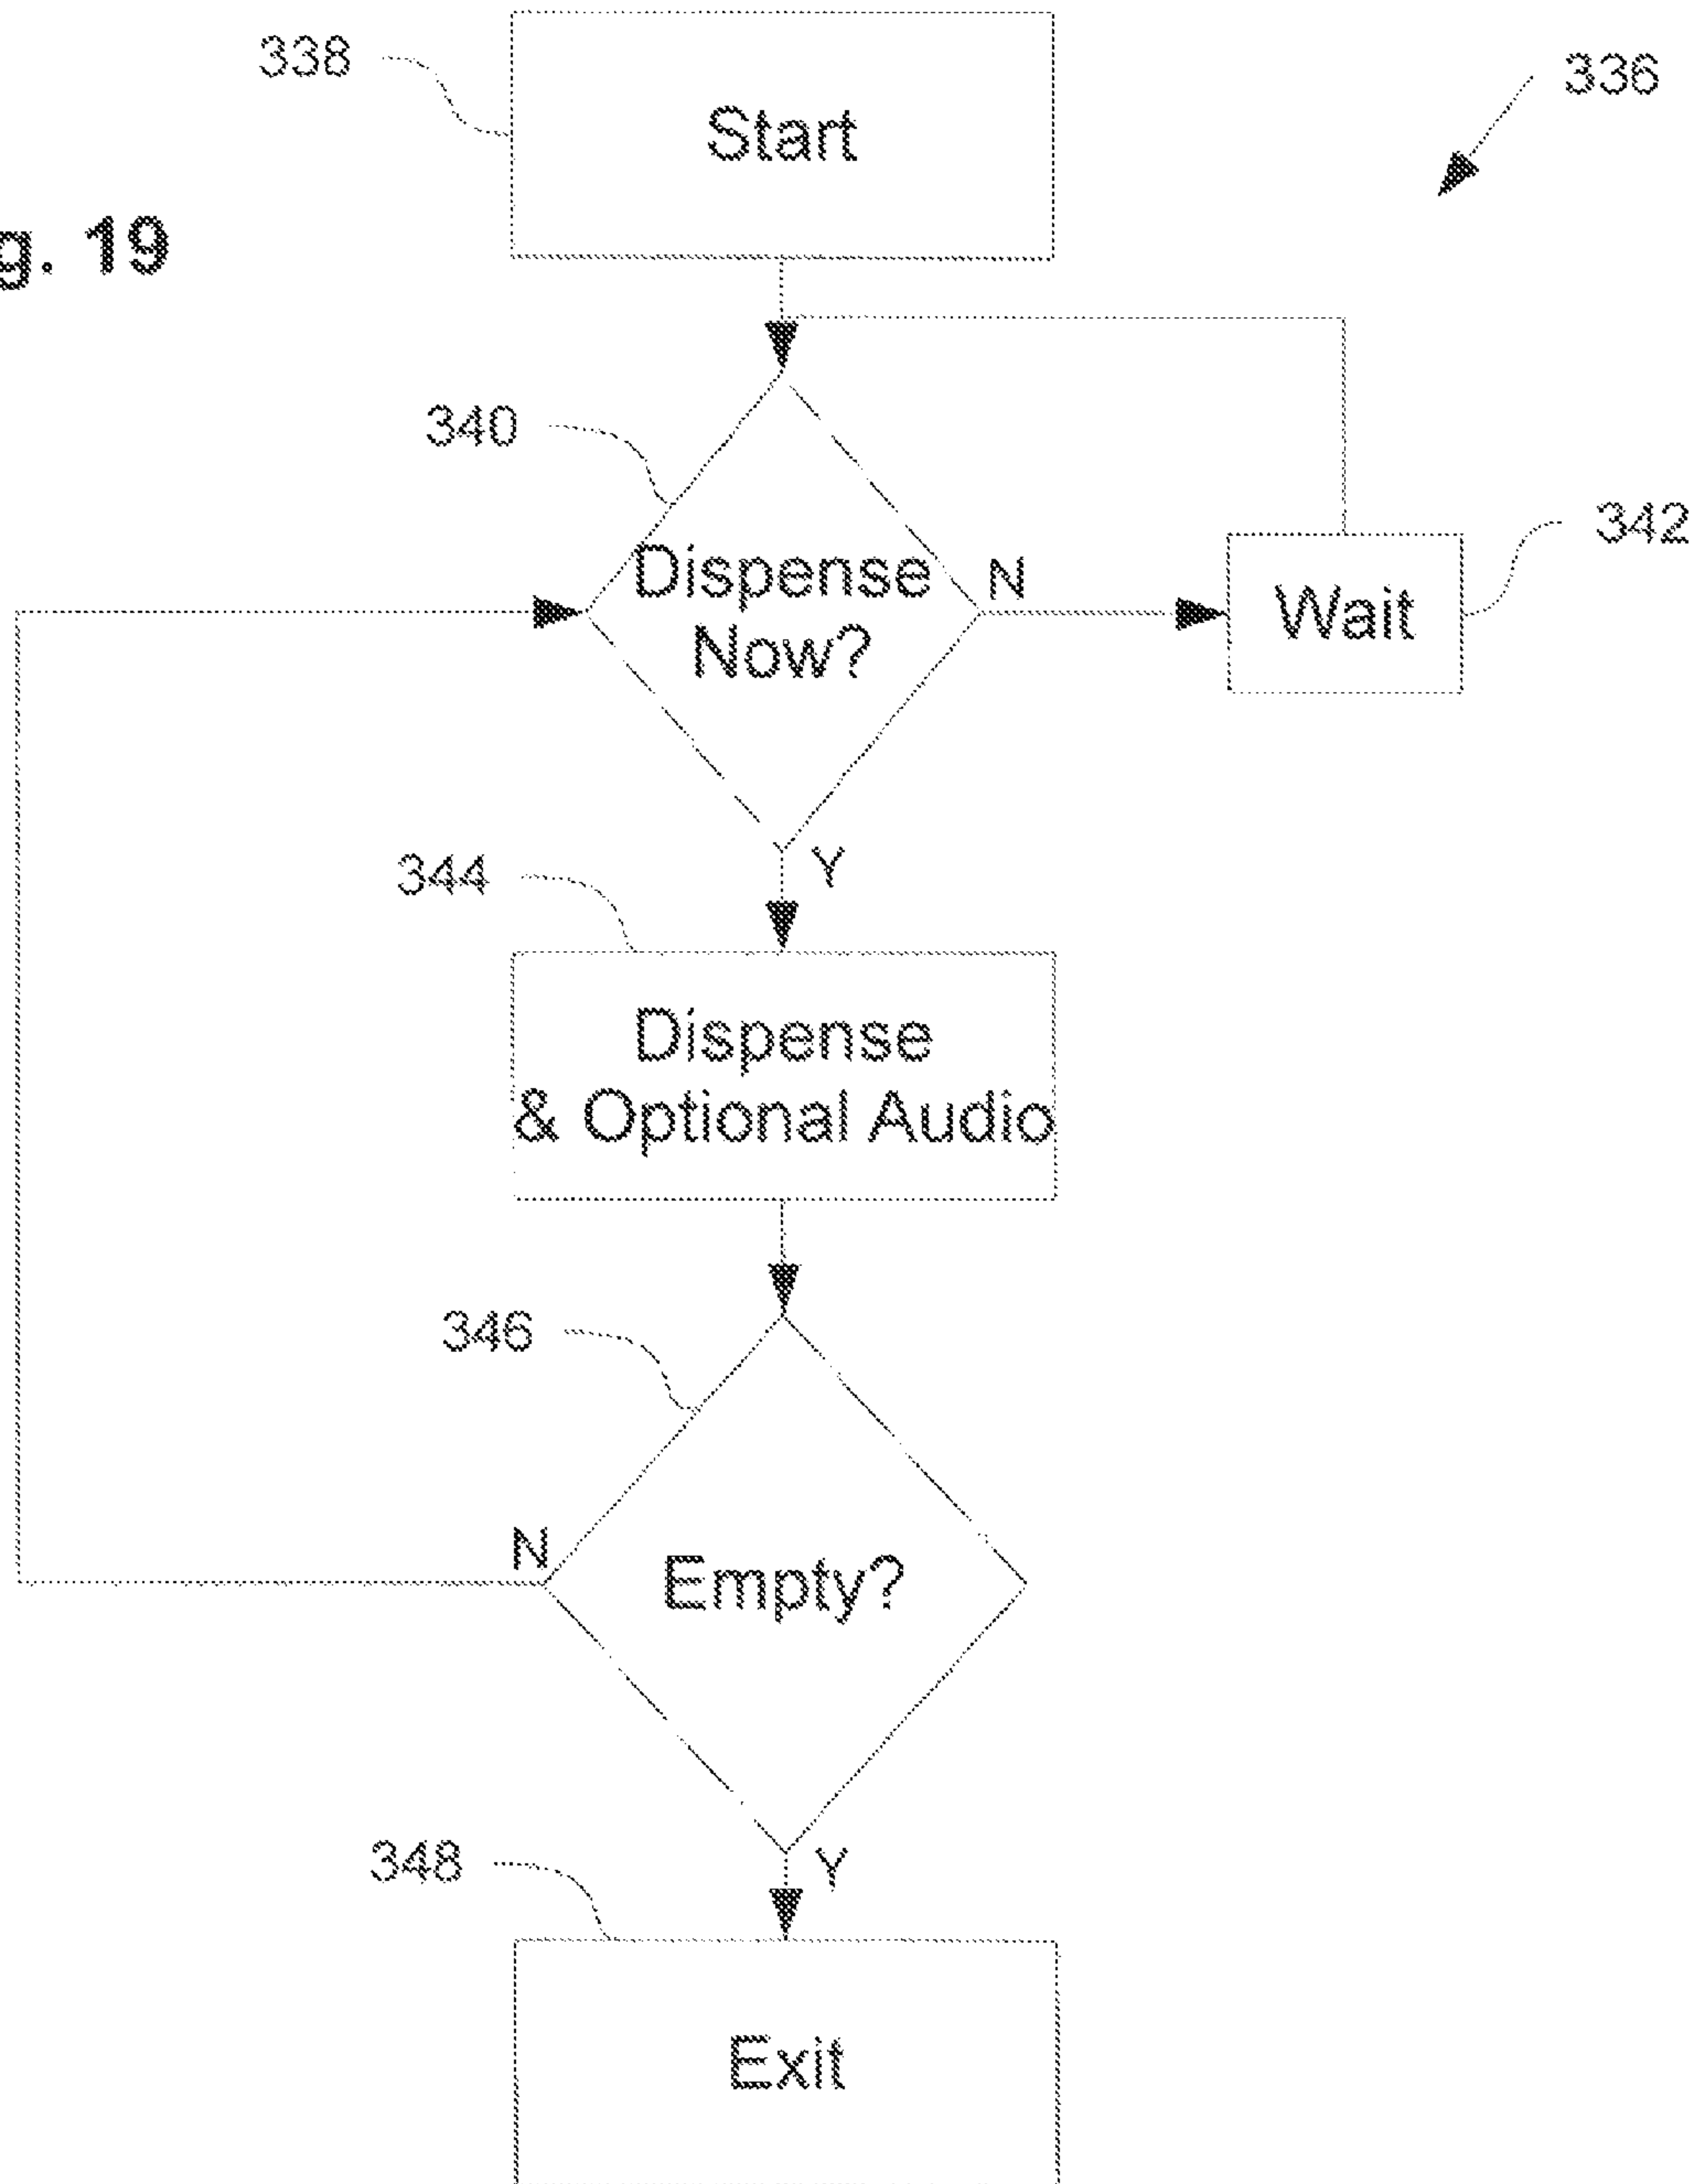 338
Start
336
g. 19
340
Dispense
Now?
N
Wait
342
Y
344
Dispense
& Optional Audio
346
N
Empty?
Y
348
Exit